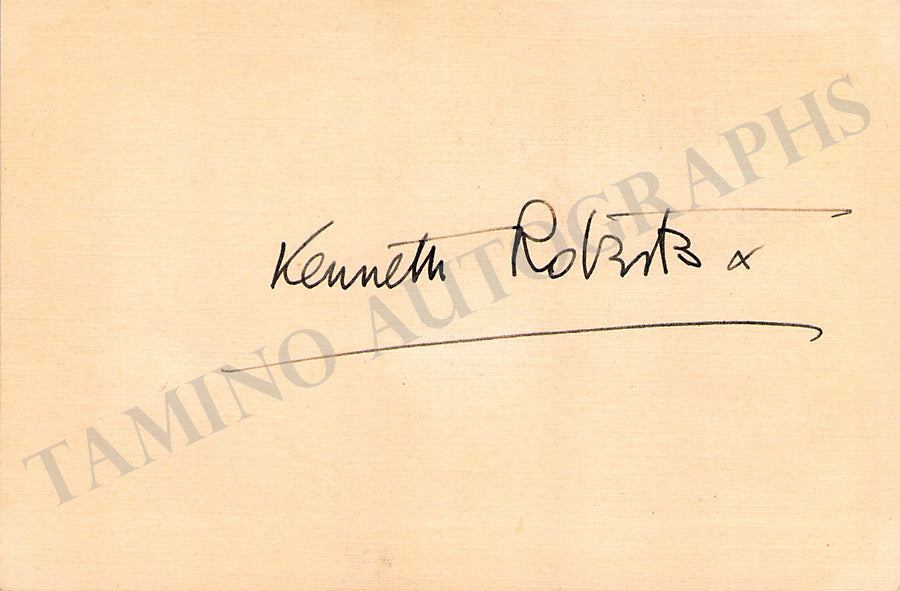 Kenneth Roberts x
TAMINO AUTOGRAPHS